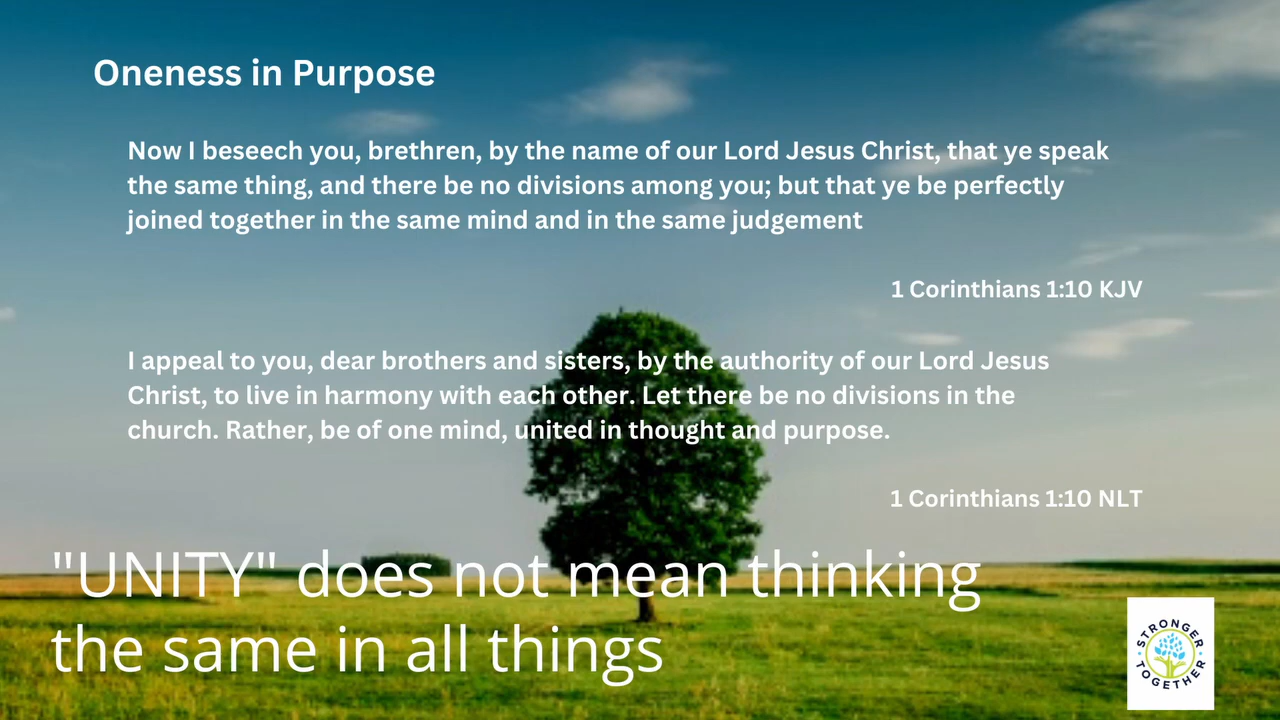 Oneness in Purpose
Now I beseech you, brethren, by the name of our Lord Jesus Christ, that ye speak
the same thing, and there be no divisions among you; but that ye be perfectly
joined together in the same mind and in the same judgement
1 Corinthians 1:10 KJV
I appeal to you, dear brothers and sisters, by the authority of our Lord Jesus
Christ, to live in harmony with each other. Let there be no divisions in the
church. Rather, be of one mind, united in thought and purpose.
1 Corinthians 1:10 NLT
"UNITY" does not mean thinking
the same in all things
STRONGER
TOGETHER